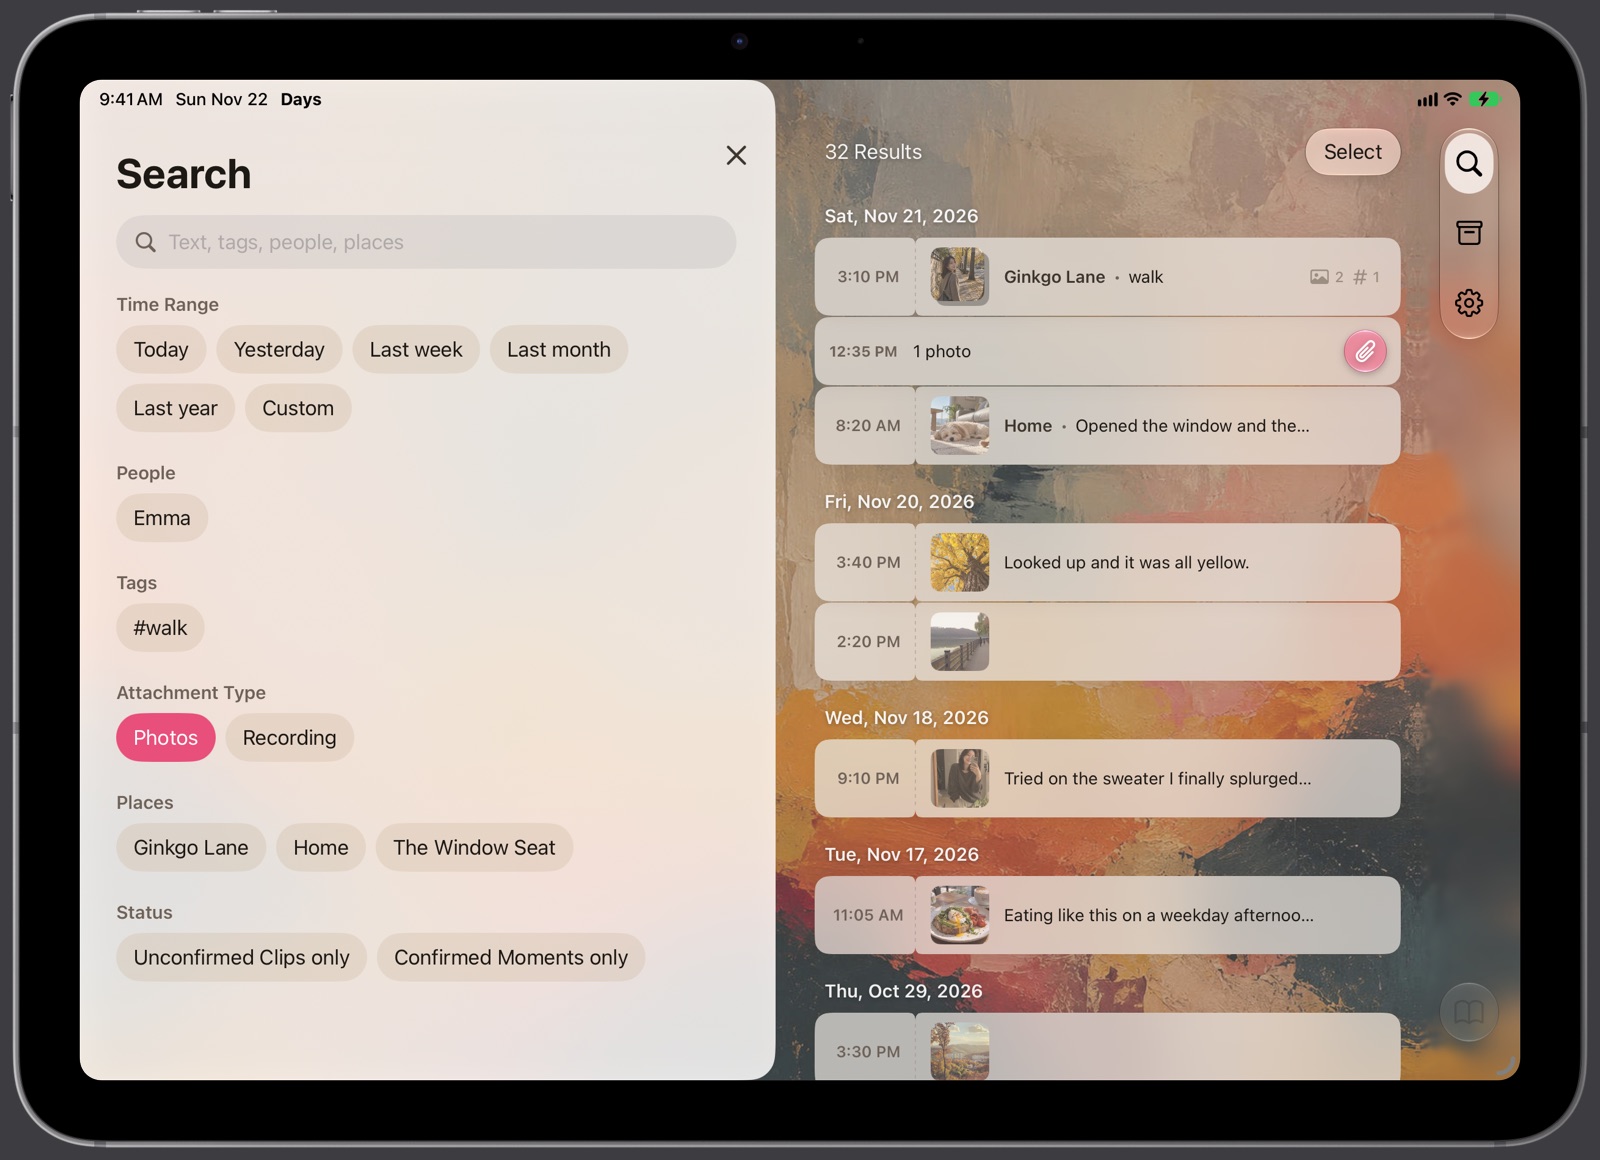 9:41 AM Sun Nov 22 Days
Search
Text, tags, people, places
Time Range
Today Yesterday Last week Last month
Last year Custom
People
Emma
Tags
#walk
Attachment Type
Photos Recording
Places
Ginkgo Lane Home The Window Seat
Status
Unconfirmed Clips only Confirmed Moments only
32 Results Select
Sat, Nov 21, 2026
3:10 PM Ginkgo Lane • walk 2 # 1
12:35 PM 1 photo
8:20 AM Home • Opened the window and the...
Fri, Nov 20, 2026
3:40 PM Looked up and it was all yellow.
2:20 PM
Wed, Nov 18, 2026
9:10 PM Tried on the sweater I finally splurged...
Tue, Nov 17, 2026
11:05 AM Eating like this on a weekday afternoo...
Thu, Oct 29, 2026
3:30 PM